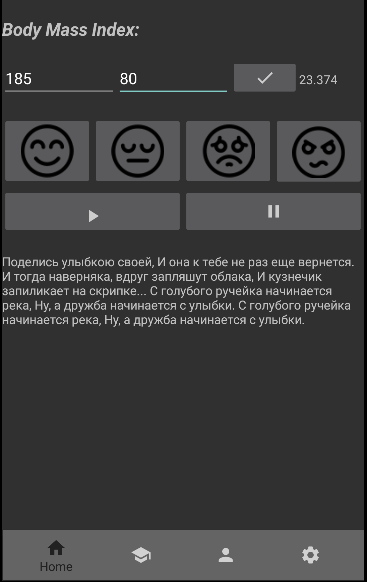 Body Mass Index:
185 80 23.374
Поделись улыбкою своей, И она к тебе не раз еще вернется.
И тогда наверняка, вдруг запляшут облака, И кузнечик
запиликает на скрипке... С голубого ручейка начинается
река, Ну, а дружба начинается с улыбки. С голубого ручейка
начинается река, Ну, а дружба начинается с улыбки.
Home